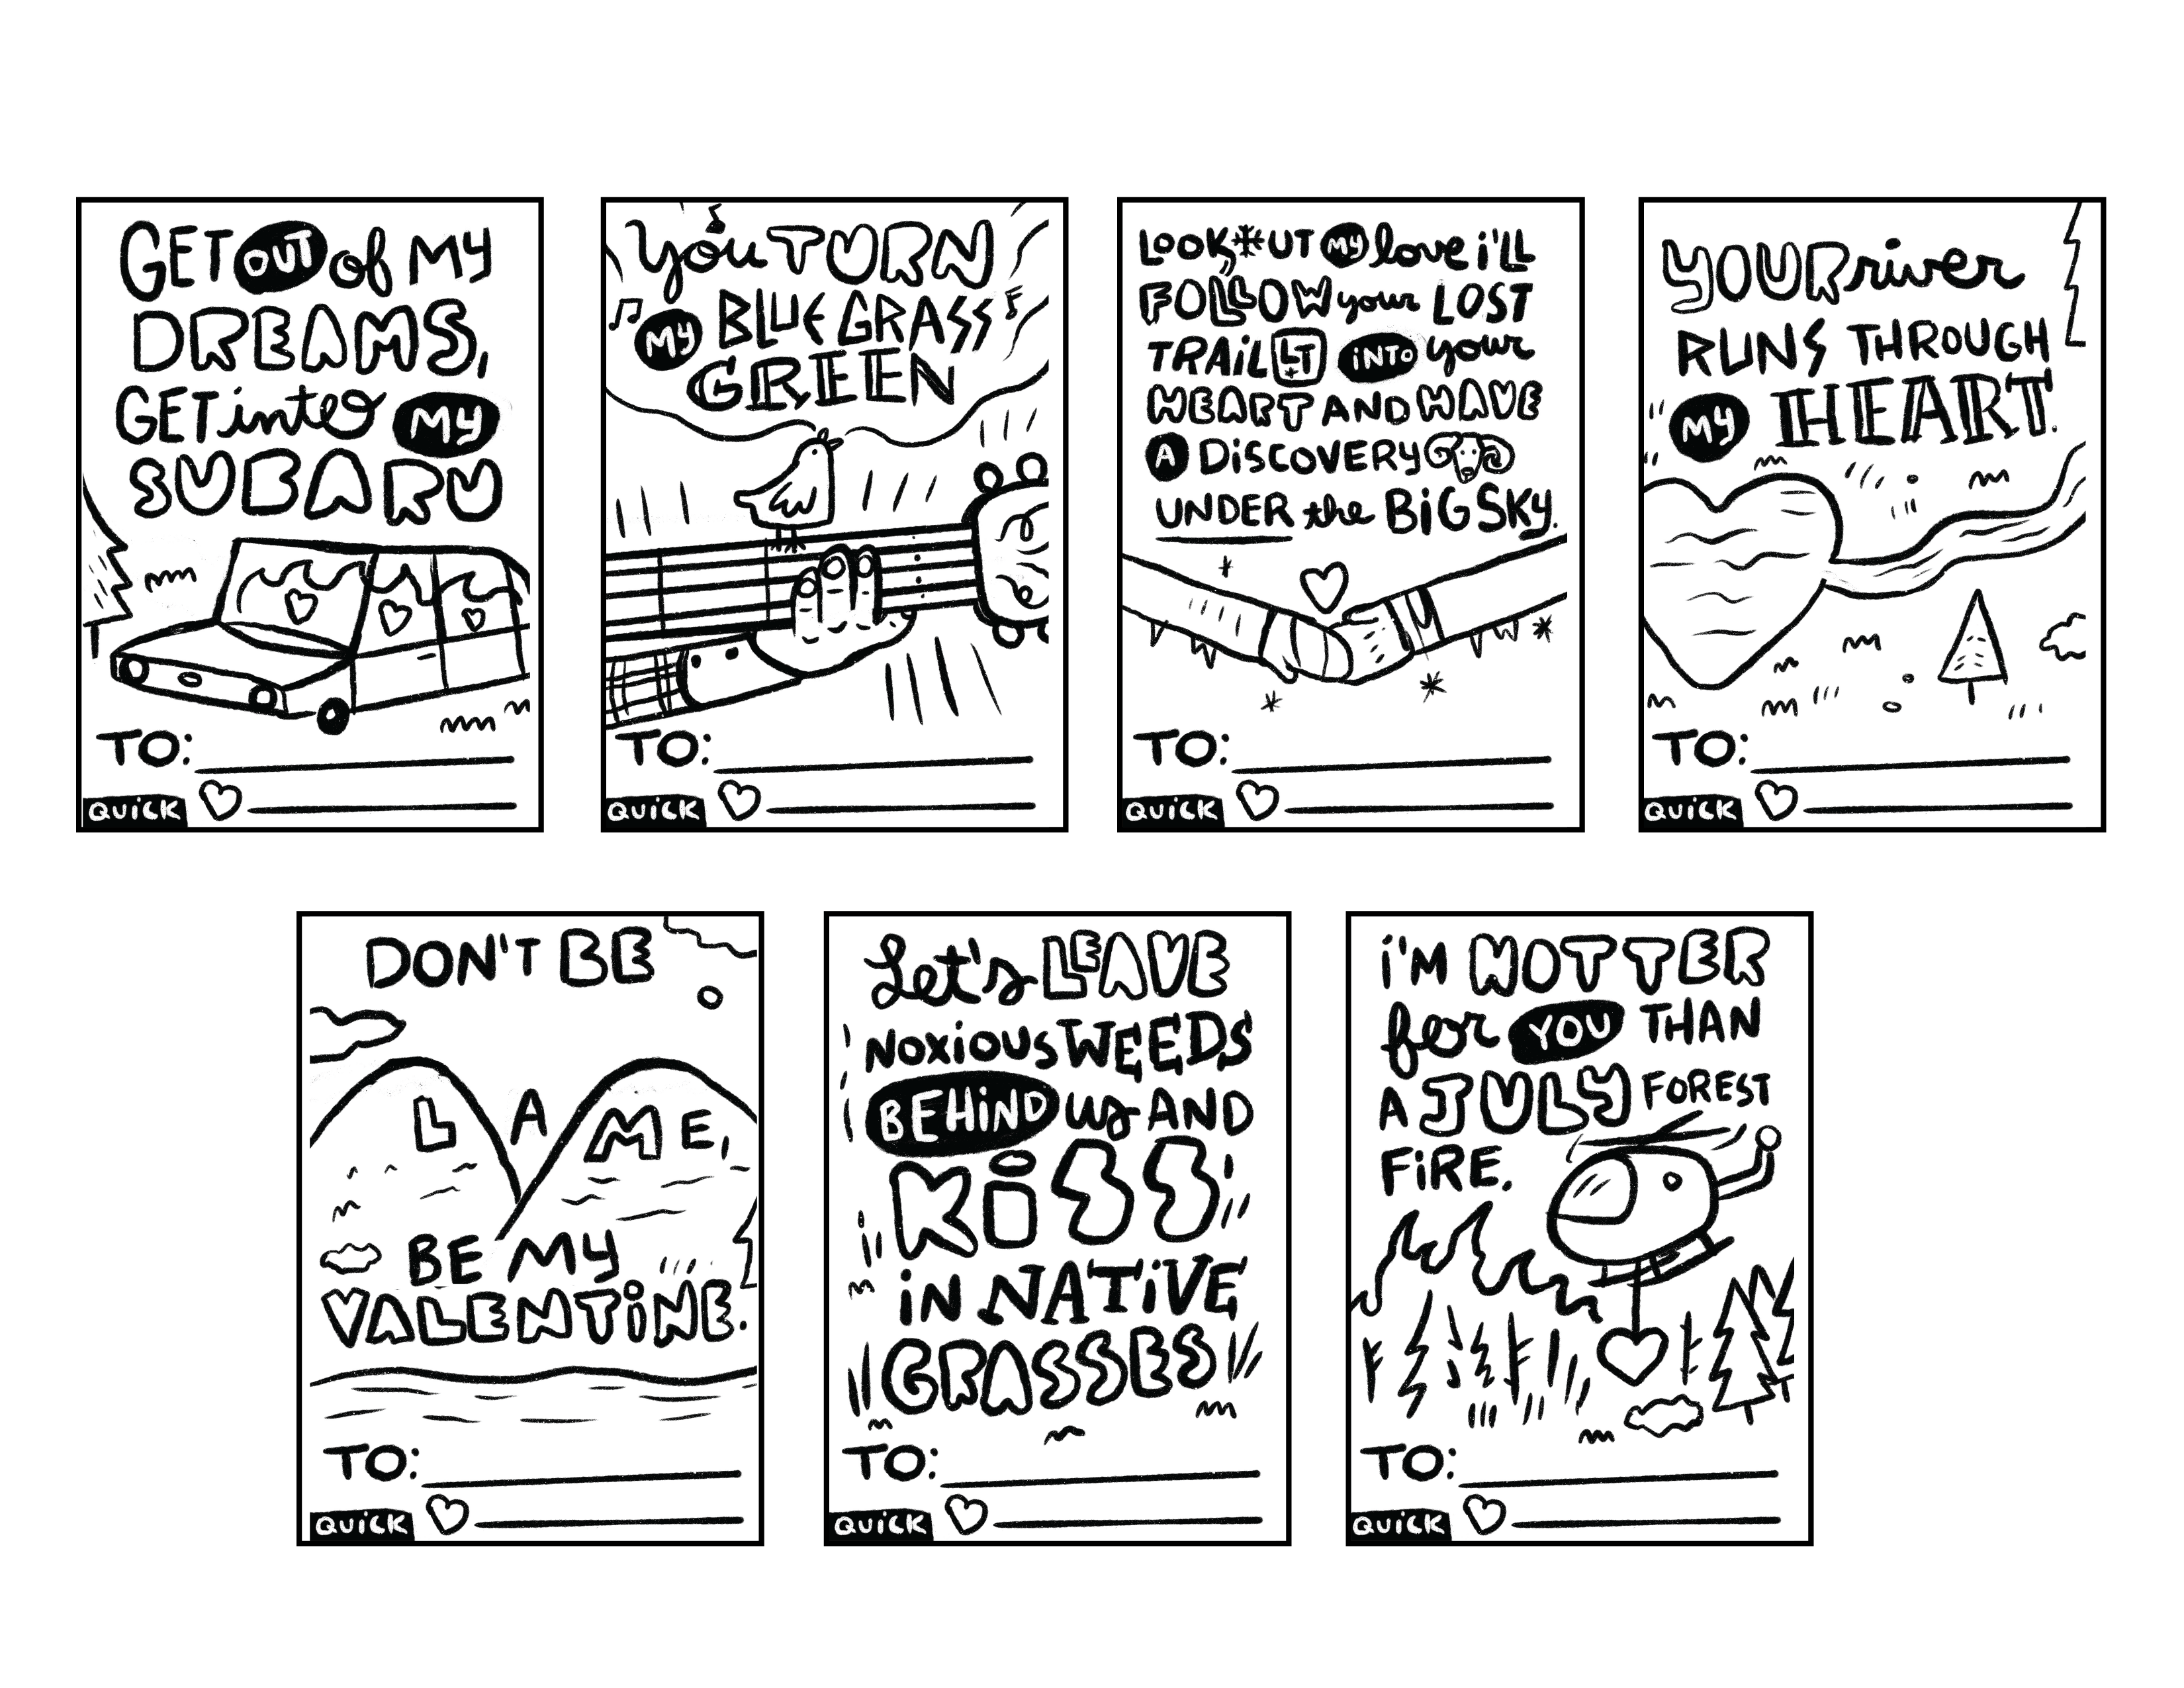 GET OUT of MY
DREAMS,
GET into MY
SUBARU
TO:
QUiCK
you TURN
MY BLUEGRASS
GREEN
TO:
QUiCK
LOOK*UT MY love i'LL
FOLLOW your LOST
TRAiL LT iNTO your
HEART AND HAVE
A DiSCOVERY
UNDER the BiG SKY.
TO:
QUiCK
YOUR river
RUNS THROUGH
MY HEART.
TO:
QUiCK
DON'T BE
LAME,
BE MY
VALENTiNE.
TO:
QUiCK
Let's LEAVE
NOXiOUS WEEDS
BEHiND us AND
KiSS
iN NATiVE
GRASSES
TO:
QUiCK
i'M HOTTER
for YOU THAN
A JULY FOREST
FiRE.
TO:
QUiCK